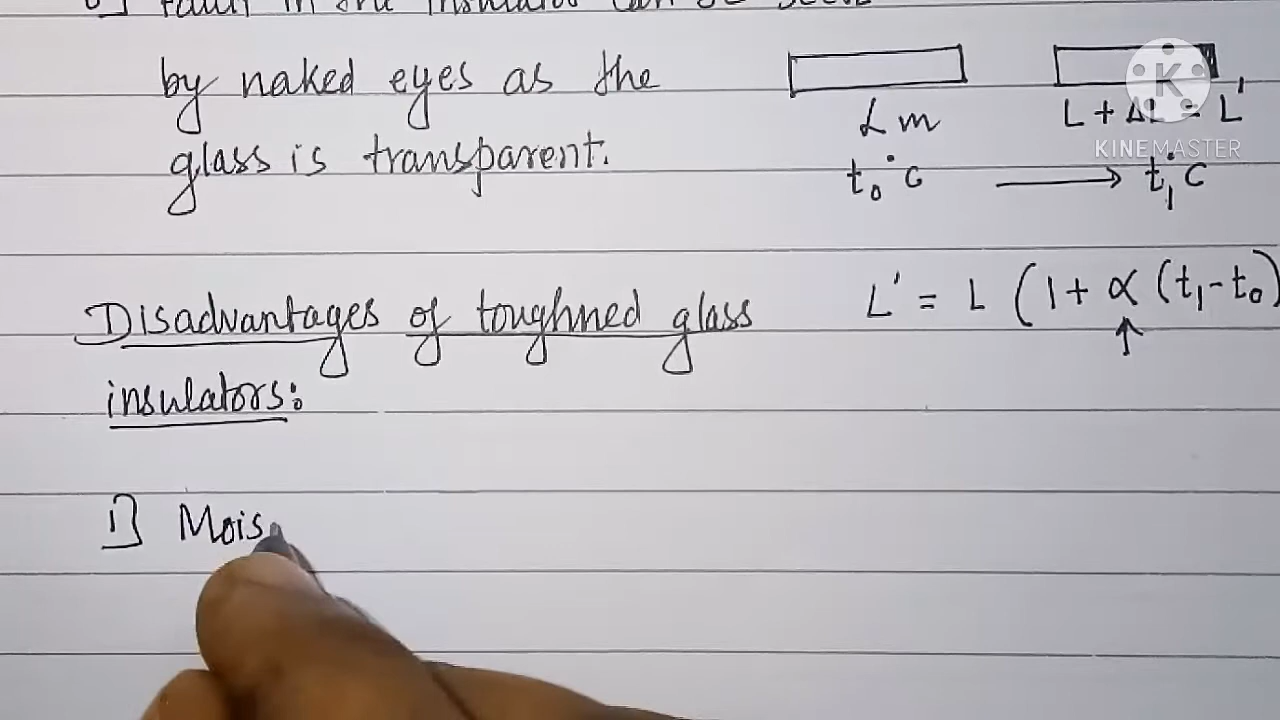 by naked eyes as the
glass is transparent.
L m
L + ΔL = L'
t₀°C → t₁°C
KINEMASTER
L' = L (1 + α (t₁ - t₀)
↑
Disadvantages of toughned glass
insulators:
1] Mois